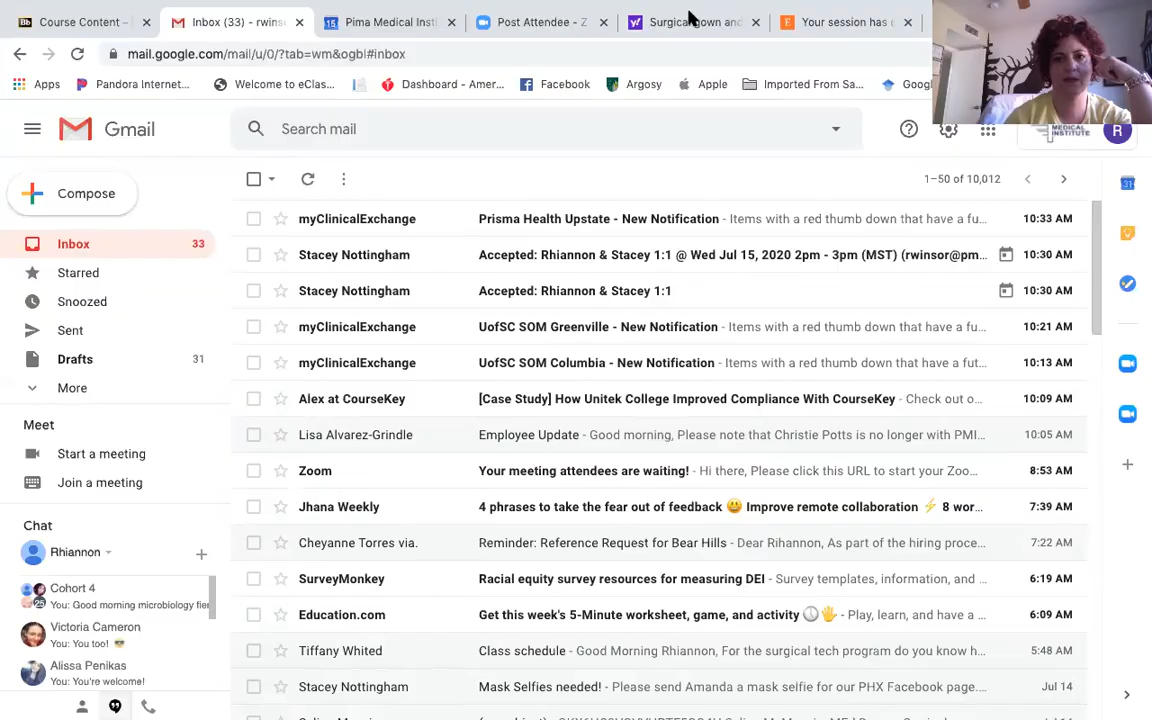 Bb Course Content – × Inbox (33) - rwins × 15 Pima Medical Inst × Post Attendee - Z × y! Surgical gown and × E Your session has ×
mail.google.com/mail/u/0/?tab=wm&ogbl#inbox
Apps Pandora Internet... Welcome to eClas... Dashboard - Amer... Facebook Argosy Apple Imported From Sa... Goog
Gmail Search mail MEDICAL INSTITUTE R
Compose 1–50 of 10,012 31
Inbox 33
Starred
Snoozed
Sent
Drafts 31
More
Meet
Start a meeting
Join a meeting
Chat
Rhiannon
Cohort 4
25 You: Good morning microbiology fier
Victoria Cameron
You: You too! 😎
Alissa Penikas
You: You're welcome!
myClinicalExchange Prisma Health Upstate - New Notification - Items with a red thumb down that have a fu... 10:33 AM
Stacey Nottingham Accepted: Rhiannon & Stacey 1:1 @ Wed Jul 15, 2020 2pm - 3pm (MST) (rwinsor@pm... 10:30 AM
Stacey Nottingham Accepted: Rhiannon & Stacey 1:1 10:30 AM
myClinicalExchange UofSC SOM Greenville - New Notification - Items with a red thumb down that have a fut... 10:21 AM
myClinicalExchange UofSC SOM Columbia - New Notification - Items with a red thumb down that have a fut... 10:13 AM
Alex at CourseKey [Case Study] How Unitek College Improved Compliance With CourseKey - Check out o... 10:09 AM
Lisa Alvarez-Grindle Employee Update - Good morning, Please note that Christie Potts is no longer with PMI... 10:05 AM
Zoom Your meeting attendees are waiting! - Hi there, Please click this URL to start your Zoo... 8:53 AM
Jhana Weekly 4 phrases to take the fear out of feedback 😃 Improve remote collaboration ⚡ 8 wor... 7:39 AM
Cheyanne Torres via. Reminder: Reference Request for Bear Hills - Dear Rihannon, As part of the hiring proce... 7:22 AM
SurveyMonkey Racial equity survey resources for measuring DEI - Survey templates, information, and ... 6:19 AM
Education.com Get this week's 5-Minute worksheet, game, and activity 🕔🖐 - Play, learn, and have a ... 6:09 AM
Tiffany Whited Class schedule - Good Morning Rhiannon, For the surgical tech program do you know h... 5:48 AM
Stacey Nottingham Mask Selfies needed! - Please send Amanda a mask selfie for our PHX Facebook page.... Jul 14